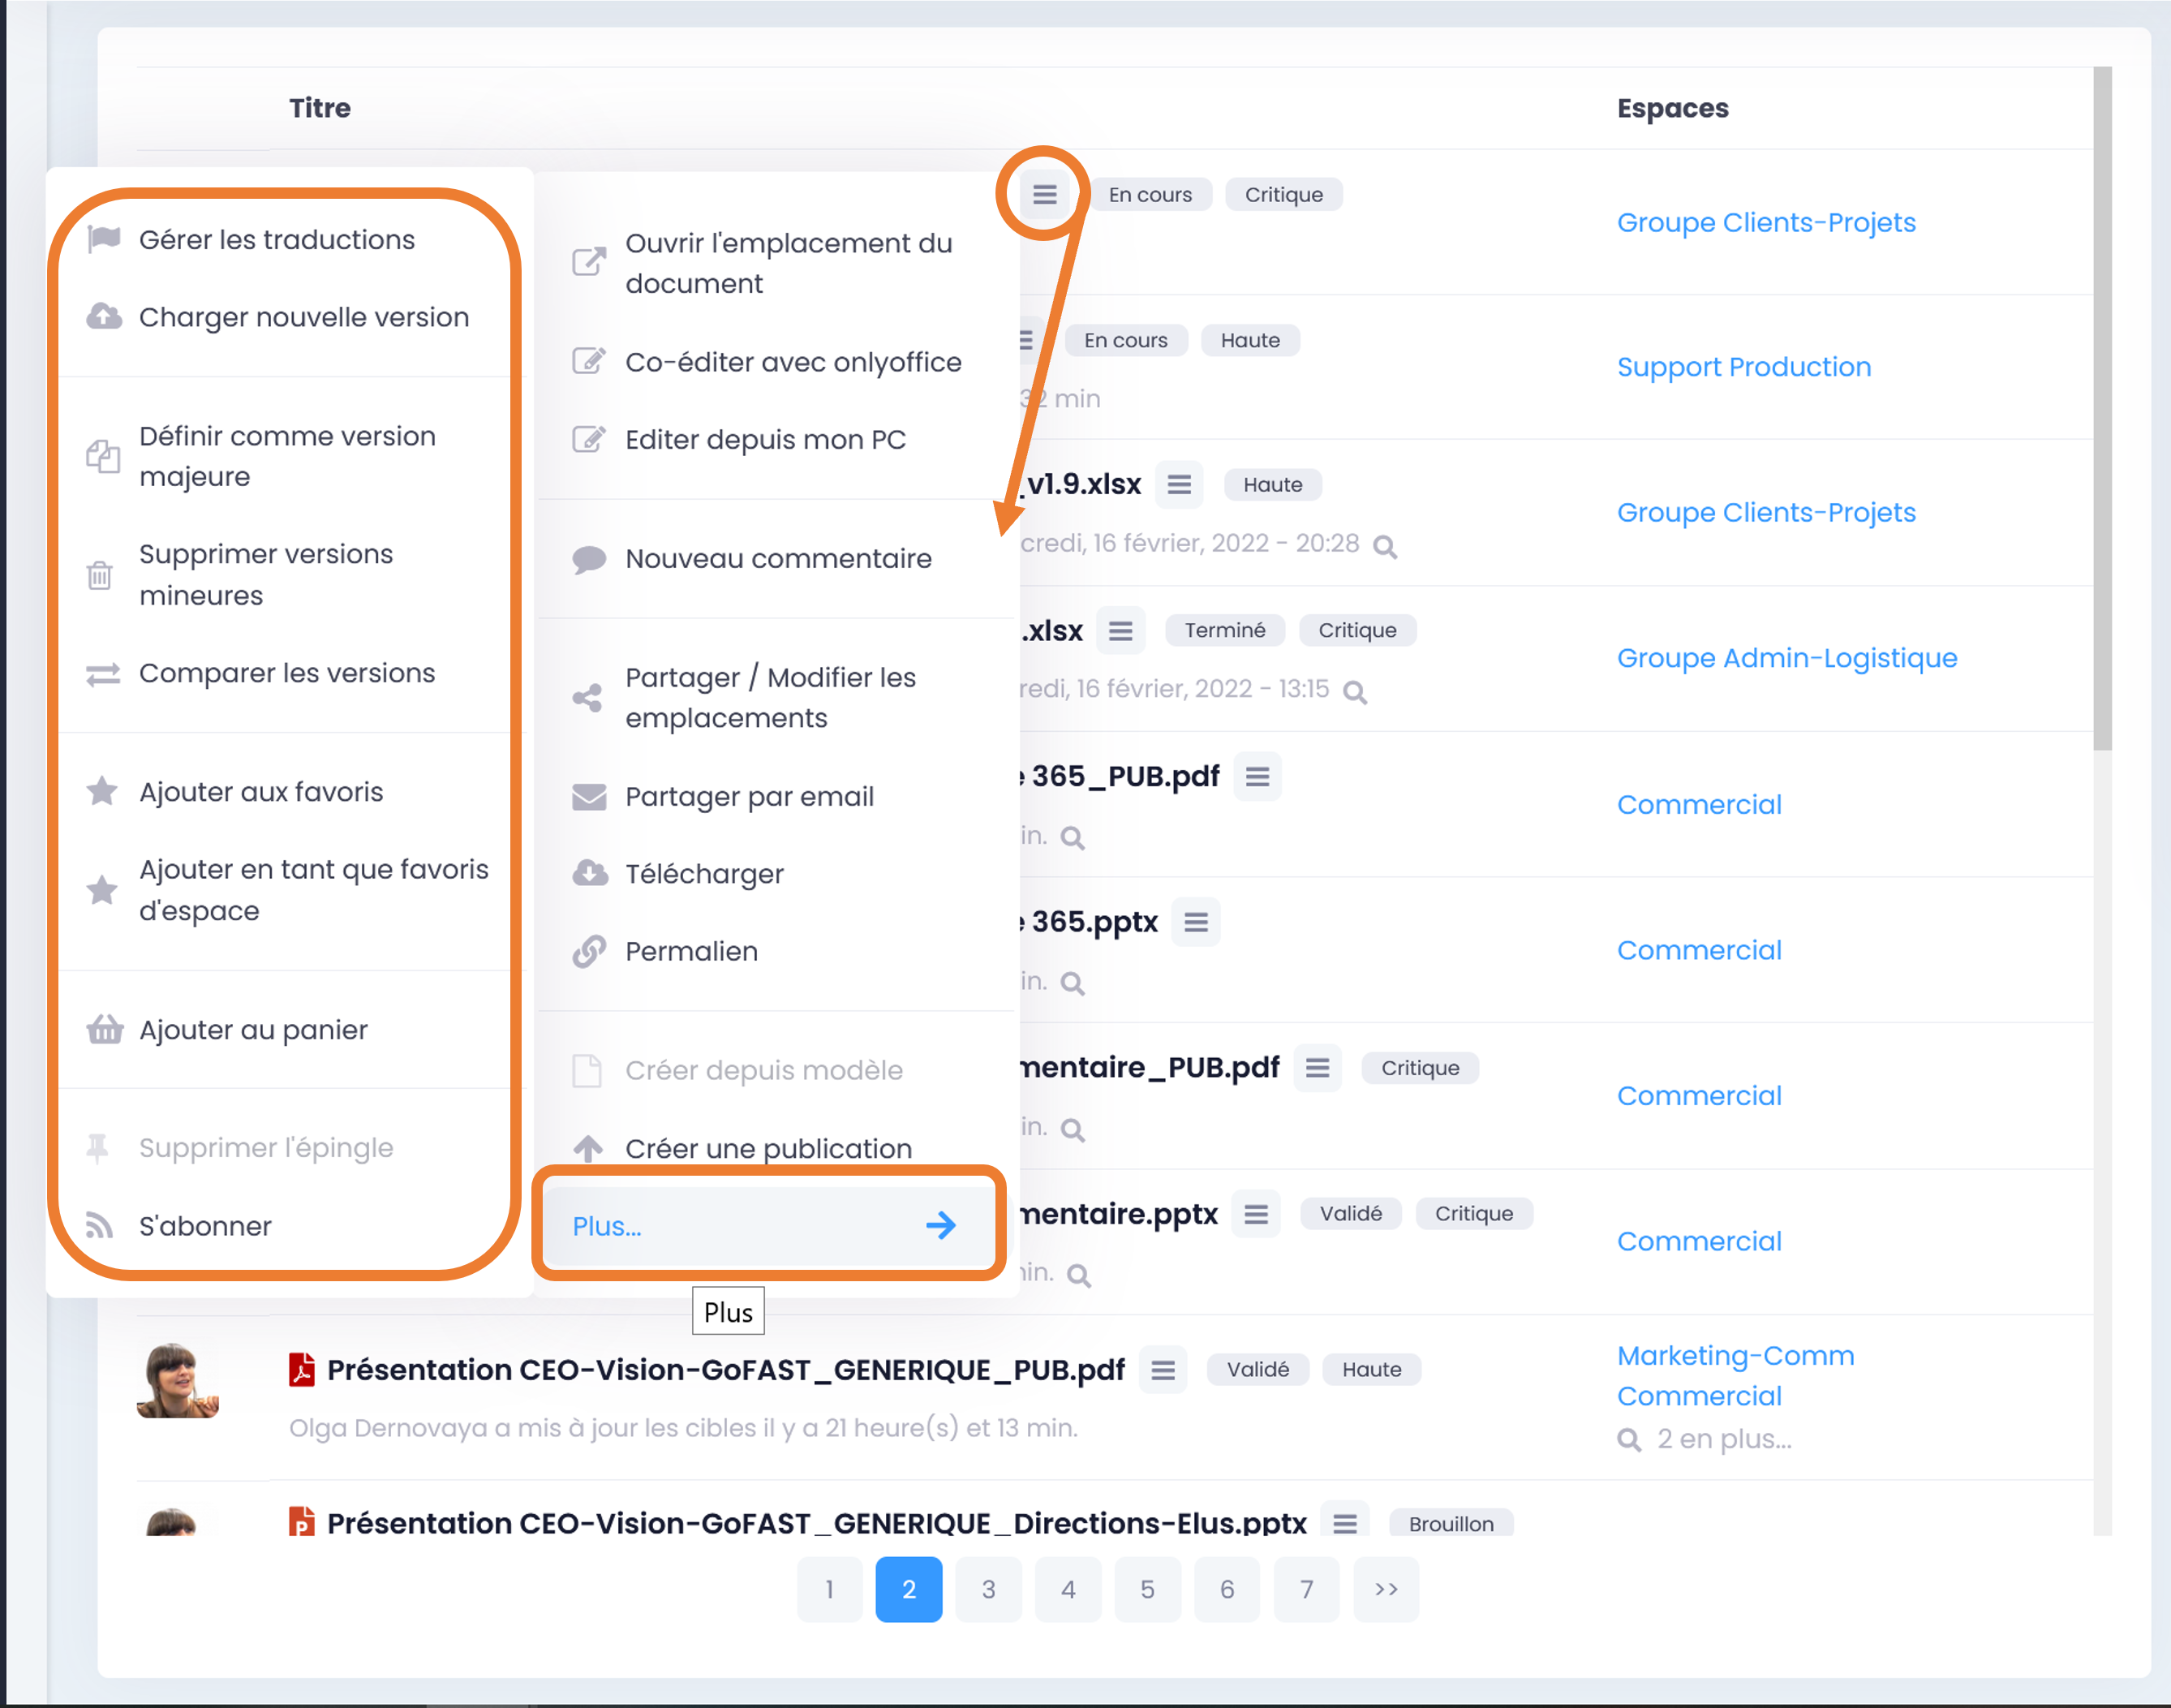 Titre
Espaces
Gérer les traductions
Charger nouvelle version
Définir comme version
majeure
Supprimer versions
mineures
Comparer les versions
Ajouter aux favoris
Ajouter en tant que favoris
d'espace
Ajouter au panier
Supprimer l'épingle
S'abonner
Ouvrir l'emplacement du
document
Co-éditer avec onlyoffice
Editer depuis mon PC
Nouveau commentaire
Partager / Modifier les
emplacements
Partager par email
Télécharger
Permalien
Créer depuis modèle
Créer une publication
Plus...
Plus
En cours Critique
Groupe Clients-Projets
En cours Haute
32 min
Support Production
_v1.9.xlsx Haute
credi, 16 février, 2022 - 20:28
Groupe Clients-Projets
.xlsx Terminé Critique
redi, 16 février, 2022 - 13:15
Groupe Admin-Logistique
365_PUB.pdf
in.
Commercial
365.pptx
in.
Commercial
mentaire_PUB.pdf Critique
in.
Commercial
mentaire.pptx Validé Critique
in.
Commercial
Présentation CEO-Vision-GoFAST_GENERIQUE_PUB.pdf Validé Haute
Olga Dernovaya a mis à jour les cibles il y a 21 heure(s) et 13 min.
Marketing-Comm
Commercial
2 en plus...
Présentation CEO-Vision-GoFAST_GENERIQUE_Directions-Elus.pptx Brouillon
1 2 3 4 5 6 7 >>